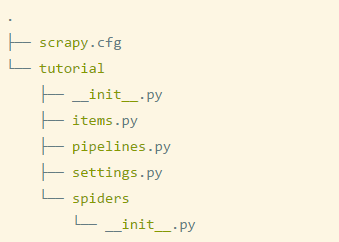 .
├── scrapy.cfg
└── tutorial
    ├── __init__.py
    ├── items.py
    ├── pipelines.py
    ├── settings.py
    └── spiders
        └── __init__.py